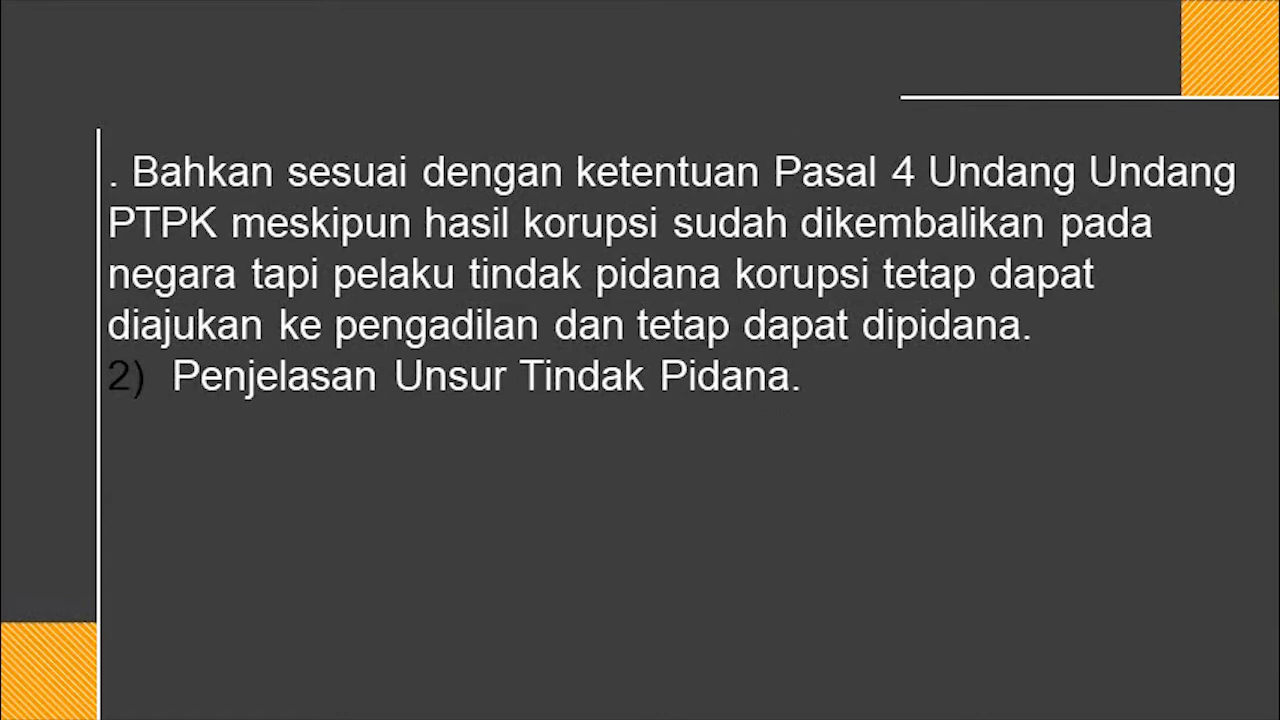 . Bahkan sesuai dengan ketentuan Pasal 4 Undang Undang
PTPK meskipun hasil korupsi sudah dikembalikan pada
negara tapi pelaku tindak pidana korupsi tetap dapat
diajukan ke pengadilan dan tetap dapat dipidana.
2) Penjelasan Unsur Tindak Pidana.